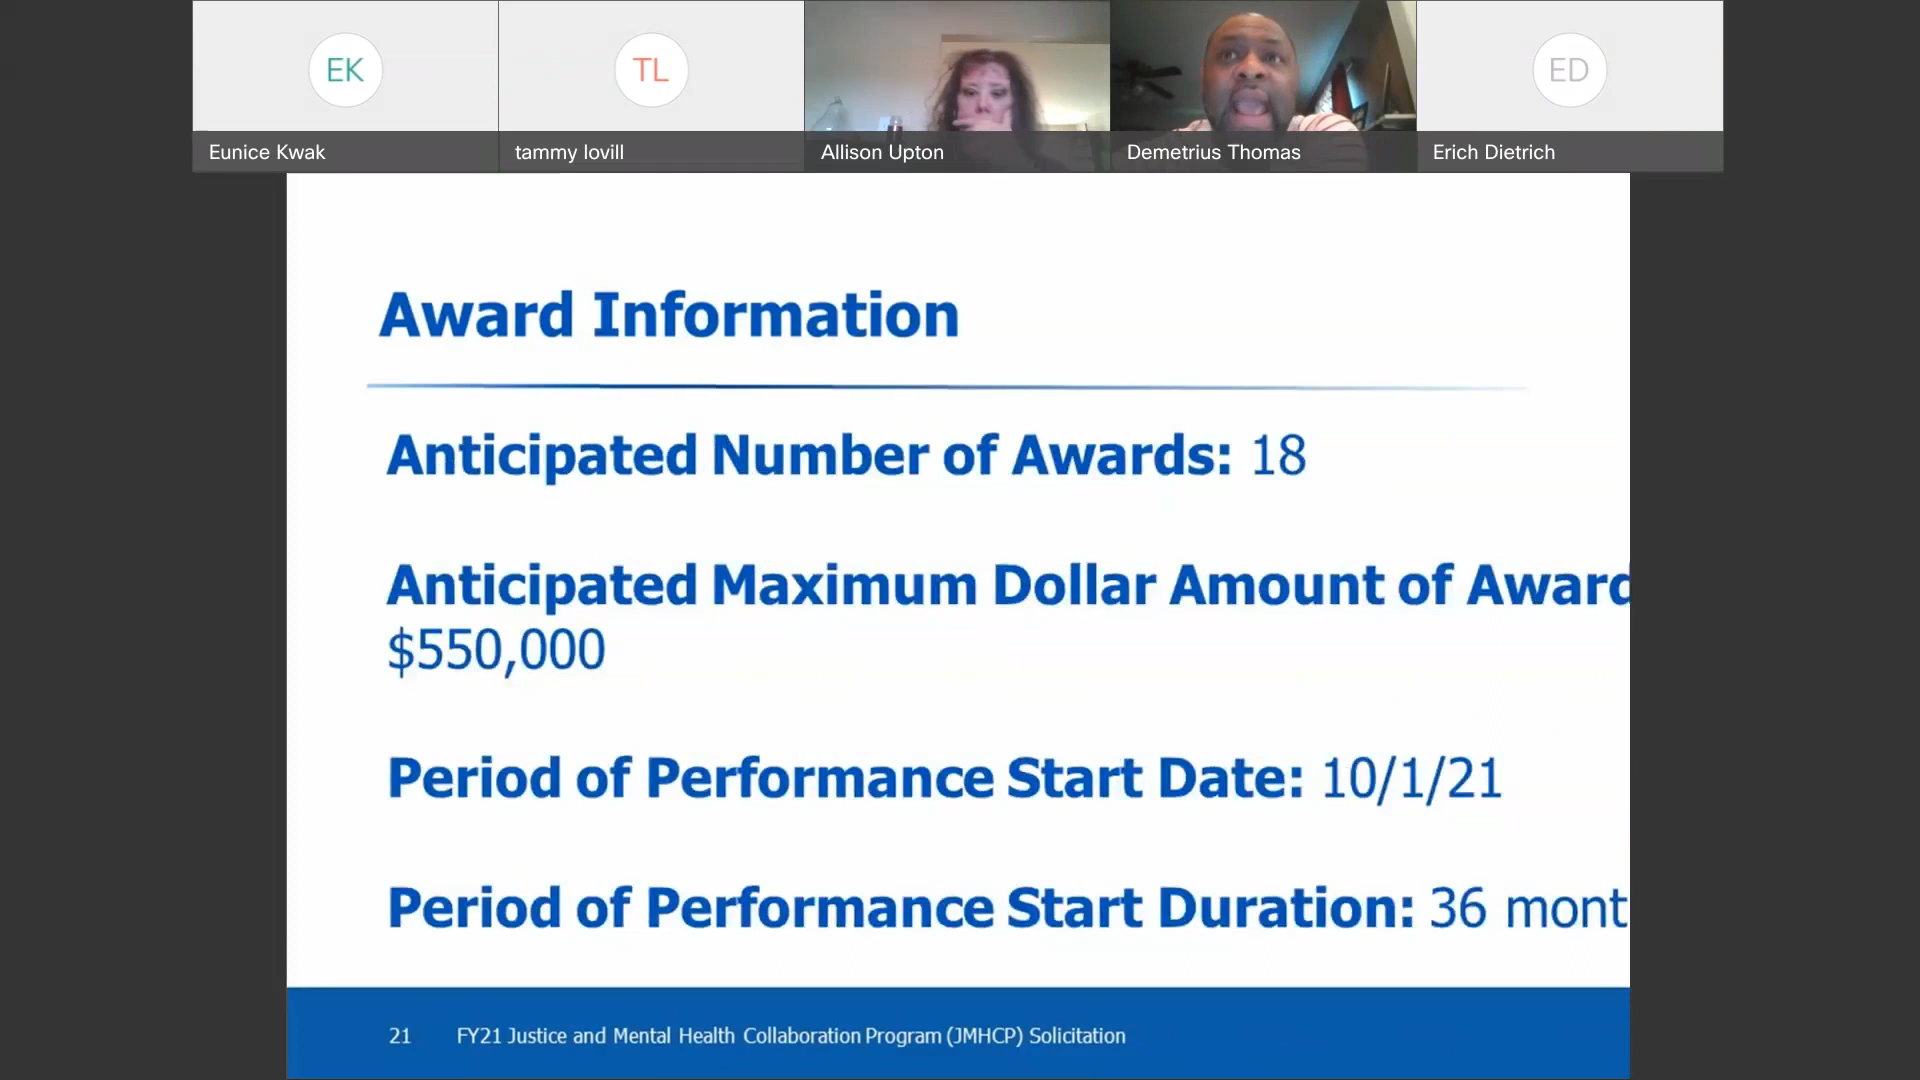 EK
TL
ED
Eunice Kwak
tammy lovill
Allison Upton
Demetrius Thomas
Erich Dietrich
Award Information
Anticipated Number of Awards: 18
Anticipated Maximum Dollar Amount of Award
$550,000
Period of Performance Start Date: 10/1/21
Period of Performance Start Duration: 36 mont
21 FY21 Justice and Mental Health Collaboration Program (JMHCP) Solicitation